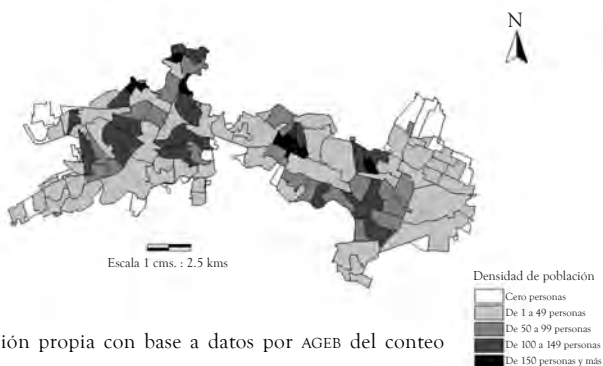 N
Escala 1 cms. : 2.5 kms
Densidad de población
Cero personas
De 1 a 49 personas
De 50 a 99 personas
De 100 a 149 personas
De 150 personas y más
ión propia con base a datos por AGEB del conteo